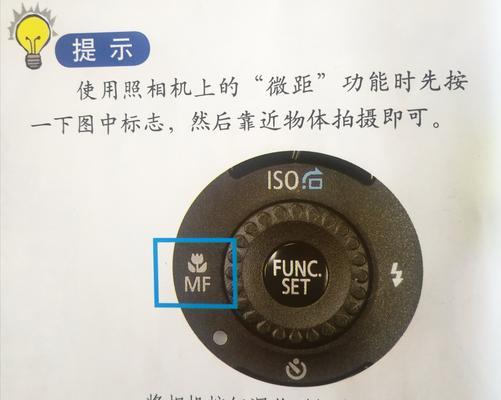 提示
使用照相机上的“微距”功能时先按
一下图中标志，然后靠近物体拍摄即可。
ISO
MF
FUNC.
SET